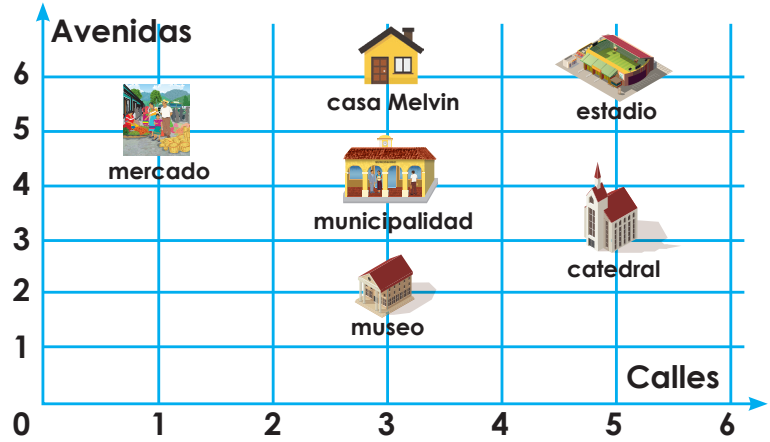 Avenidas
6
casa Melvin
estadio
5
mercado
4
municipalidad
3
catedral
2
museo
1
Calles
0 1 2 3 4 5 6